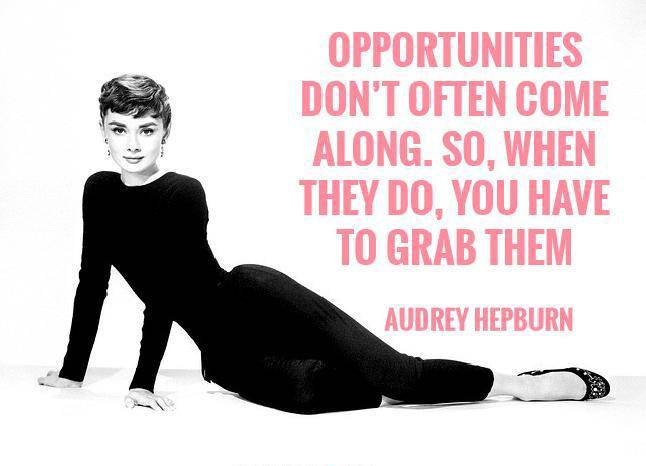 OPPORTUNITIES
DON'T OFTEN COME
ALONG. SO, WHEN
THEY DO, YOU HAVE
TO GRAB THEM
AUDREY HEPBURN